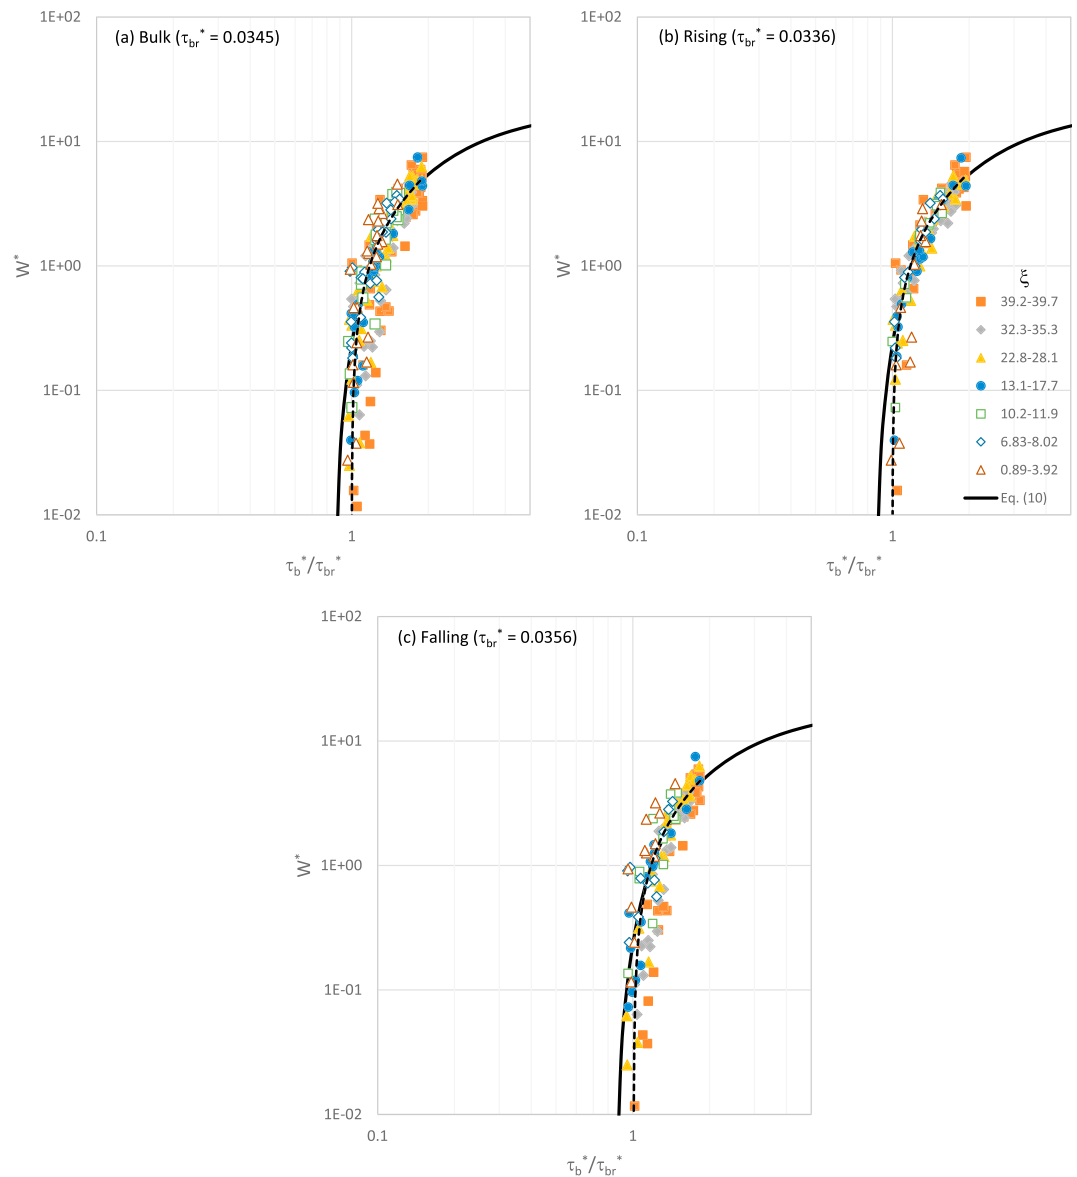 (a) Bulk (τbr* = 0.0345)
1E+02
1E+01
1E+00
1E-01
1E-02
W*
0.1
1
τb*/τbr*
(b) Rising (τbr* = 0.0336)
1E+02
1E+01
1E+00
1E-01
1E-02
W*
0.1
1
τb*/τbr*
ξ
39.2-39.7
32.3-35.3
22.8-28.1
13.1-17.7
10.2-11.9
6.83-8.02
0.89-3.92
Eq. (10)
(c) Falling (τbr* = 0.0356)
1E+02
1E+01
1E+00
1E-01
1E-02
W*
0.1
1
τb*/τbr*